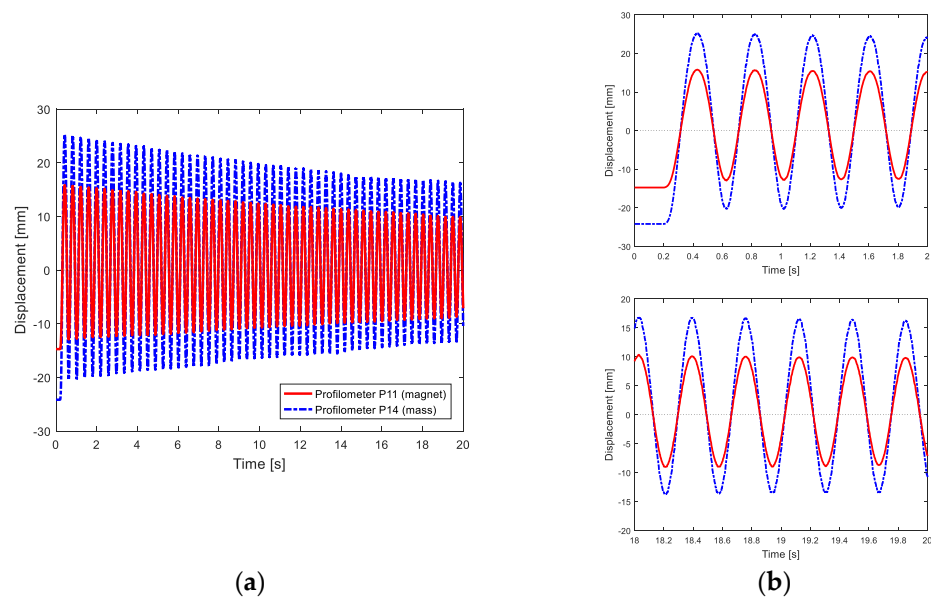 30
20
10
0
-10
-20
-30
Displacement [mm]
0 2 4 6 8 10 12 14 16 18 20
Time [s]
Profilometer P11 (magnet)
Profilometer P14 (mass)
(a)
30
20
10
0
-10
-20
-30
Displacement [mm]
0 0.2 0.4 0.6 0.8 1 1.2 1.4 1.6 1.8 2
Time [s]
20
15
10
5
0
-5
-10
-15
-20
Displacement [mm]
18 18.2 18.4 18.6 18.8 19 19.2 19.4 19.6 19.8 20
Time [s]
(b)